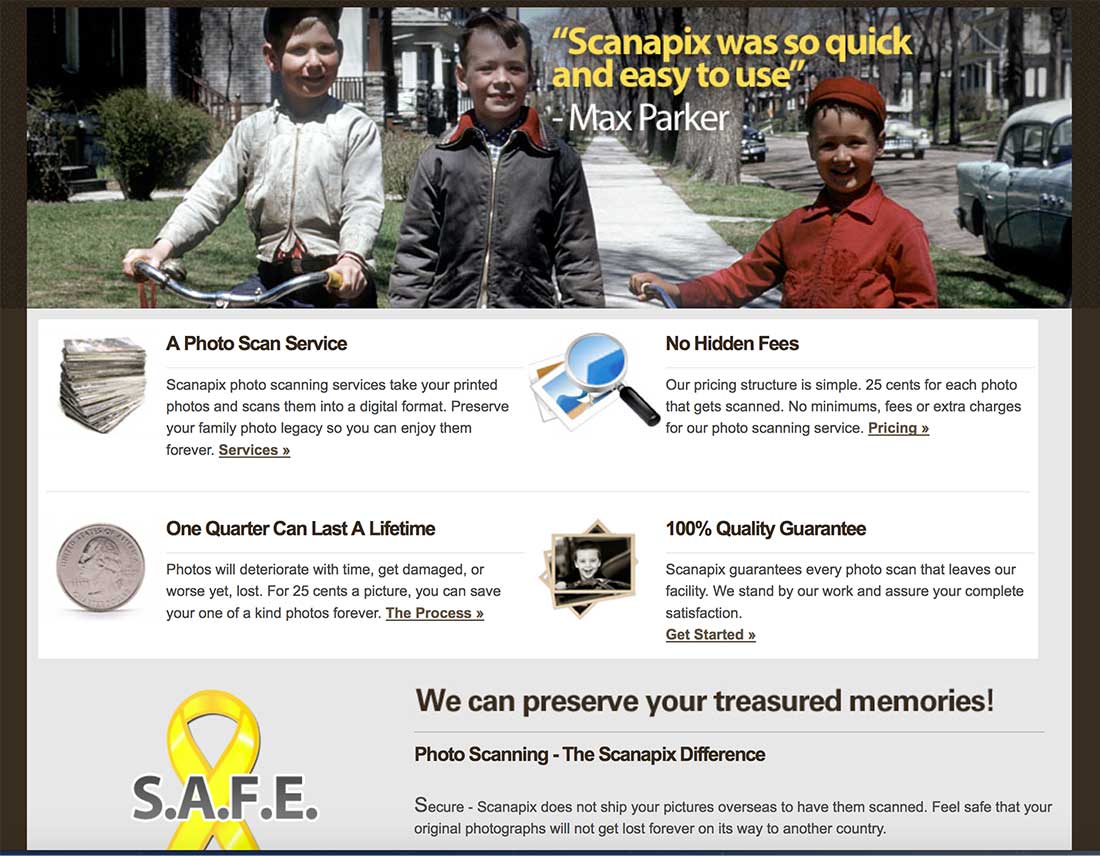 “Scanapix was so quick
and easy to use”
- Max Parker
A Photo Scan Service
Scanapix photo scanning services take your printed
photos and scans them into a digital format. Preserve
your family photo legacy so you can enjoy them
forever. Services »
No Hidden Fees
Our pricing structure is simple. 25 cents for each photo
that gets scanned. No minimums, fees or extra charges
for our photo scanning service. Pricing »
One Quarter Can Last A Lifetime
Photos will deteriorate with time, get damaged, or
worse yet, lost. For 25 cents a picture, you can save
your one of a kind photos forever. The Process »
100% Quality Guarantee
Scanapix guarantees every photo scan that leaves our
facility. We stand by our work and assure your complete
satisfaction.
Get Started »
We can preserve your treasured memories!
S.A.F.E.
Photo Scanning - The Scanapix Difference
Secure - Scanapix does not ship your pictures overseas to have them scanned. Feel safe that your
original photographs will not get lost forever on its way to another country.